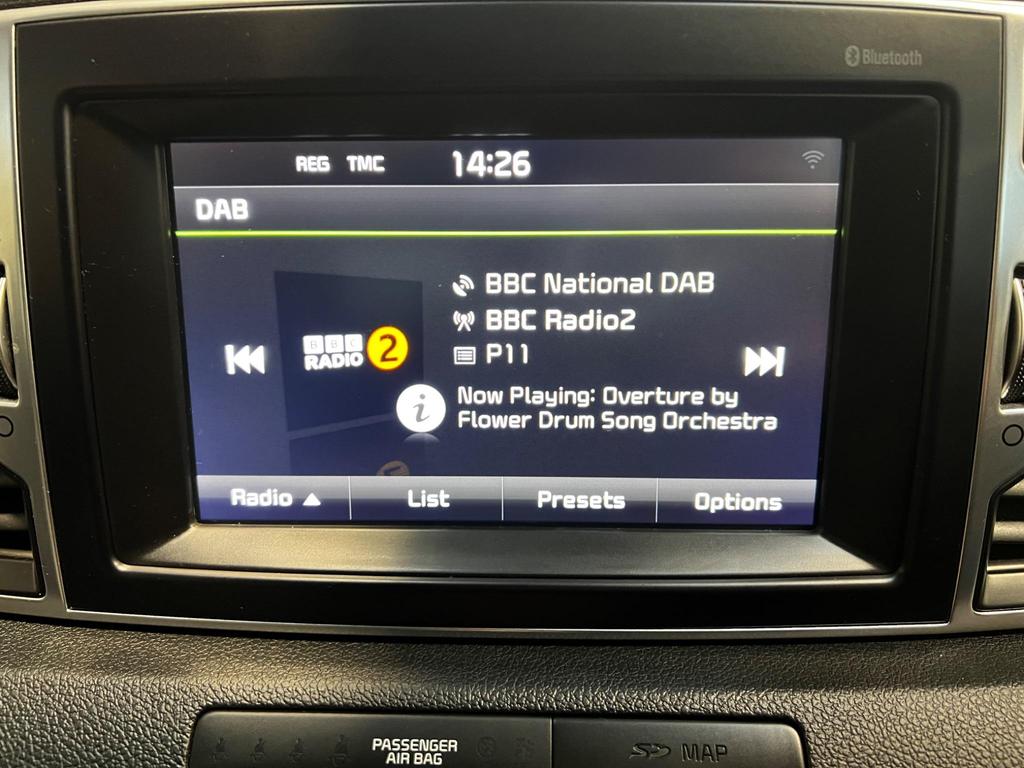 Bluetooth
REG TMC 14:26
DAB
BBC National DAB
BBC Radio2
P11
BBC
RADIO 2
i Now Playing: Overture by
Flower Drum Song Orchestra
Radio ▲ List Presets Options
PASSENGER
AIR BAG
SD MAP